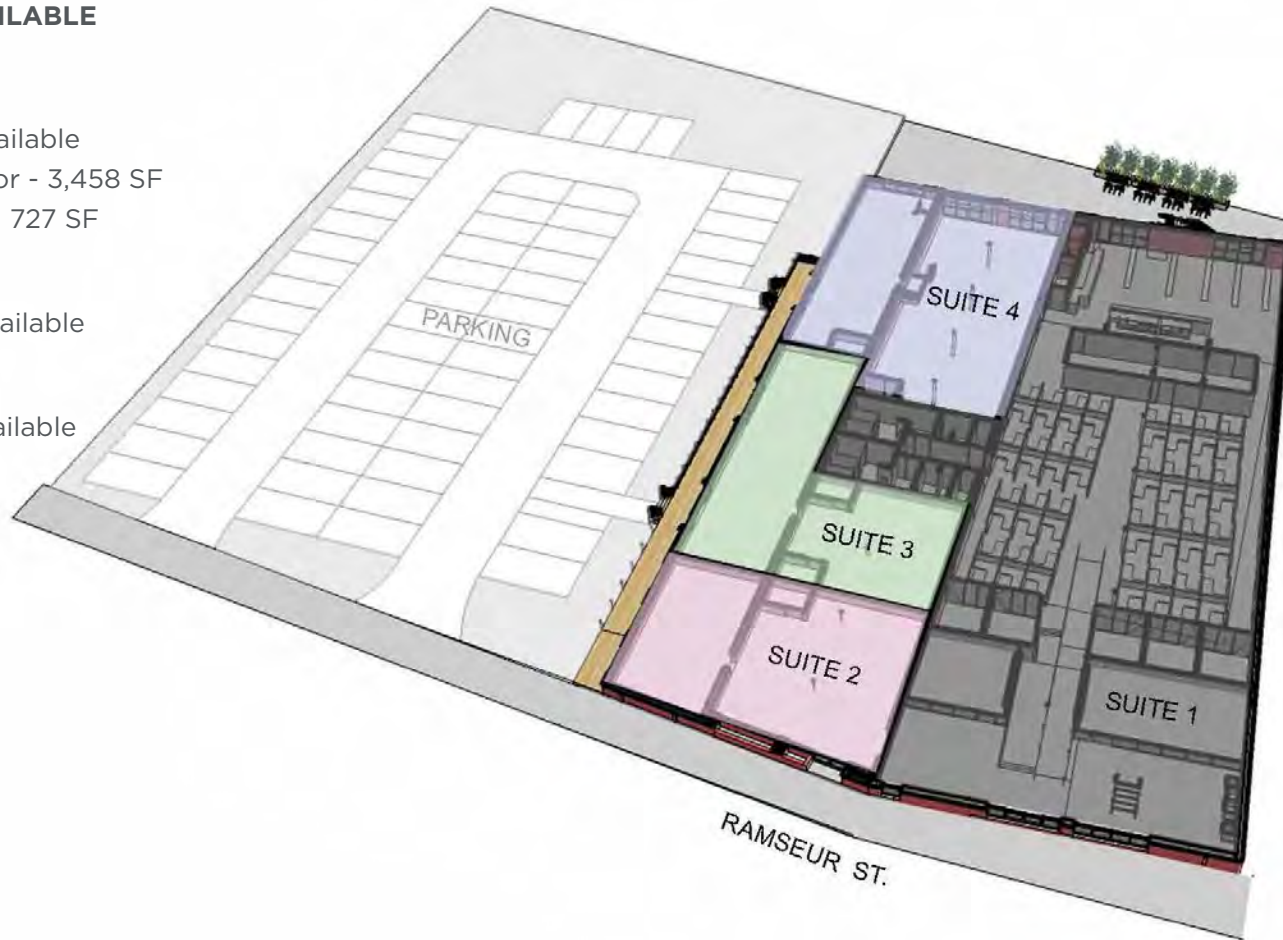 ILABLE
ailable
or - 3,458 SF
727 SF
ailable
ailable
PARKING
SUITE 4
SUITE 3
SUITE 2
SUITE 1
RAMSEUR ST.